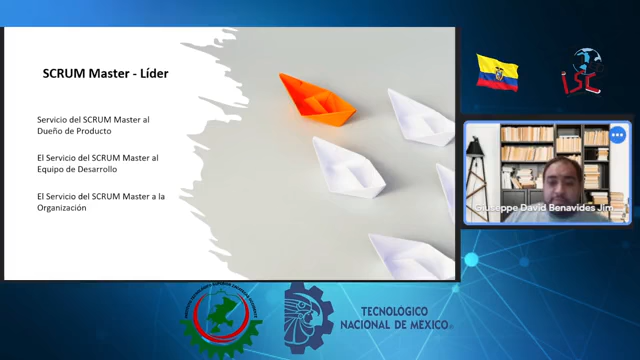 SCRUM Master - Líder
Servicio del SCRUM Master al
Dueño de Producto
El Servicio del SCRUM Master al
Equipo de Desarrollo
El Servicio del SCRUM Master a la
Organización
ISC
Giuseppe David Benavides Jim
TECNOLÓGICO
NACIONAL DE MÉXICO